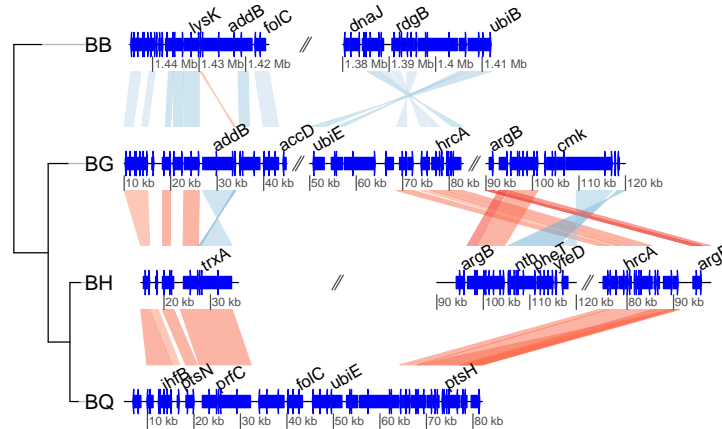 lysK addB folC dnaJ rdgB ubiB
BB //
1.44 Mb 1.43 Mb 1.42 Mb 1.38 Mb 1.39 Mb 1.4 Mb 1.41 Mb
addB accD ubiE hrcA argB cmk
BG // //
10 kb 20 kb 30 kb 40 kb 50 kb 60 kb 70 kb 80 kb 90 kb 100 kb 110 kb 120 kb
trxA argB nth pheT yfeD hrcA argB
BH // //
20 kb 30 kb 90 kb 100 kb 110 kb 120 kb 80 kb 90 kb
ihfB ptsN prfC folC ubiE ptsH
BQ
10 kb 20 kb 30 kb 40 kb 50 kb 60 kb 70 kb 80 kb